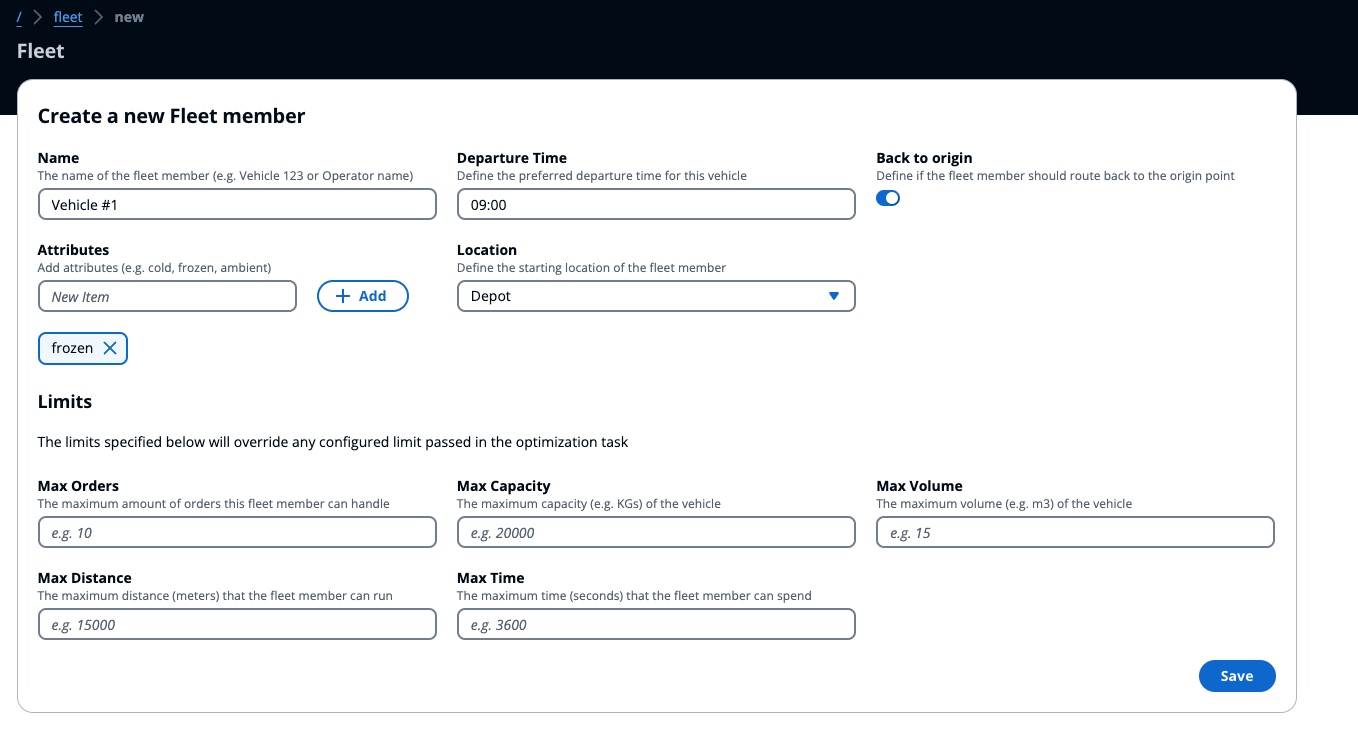 / > fleet > new
Fleet
Create a new Fleet member
Name
The name of the fleet member (e.g. Vehicle 123 or Operator name)
Vehicle #1
Departure Time
Define the preferred departure time for this vehicle
09:00
Back to origin
Define if the fleet member should route back to the origin point
Attributes
Add attributes (e.g. cold, frozen, ambient)
New Item
+ Add
frozen
Location
Define the starting location of the fleet member
Depot
Limits
The limits specified below will override any configured limit passed in the optimization task
Max Orders
The maximum amount of orders this fleet member can handle
e.g. 10
Max Capacity
The maximum capacity (e.g. KGs) of the vehicle
e.g. 20000
Max Volume
The maximum volume (e.g. m3) of the vehicle
e.g. 15
Max Distance
The maximum distance (meters) that the fleet member can run
e.g. 15000
Max Time
The maximum time (seconds) that the fleet member can spend
e.g. 3600
Save